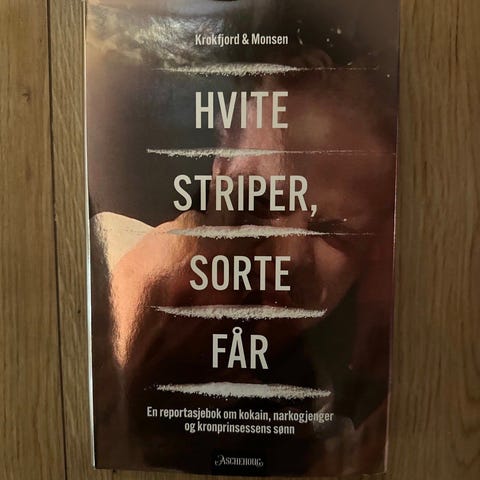 Krokfjord & Monsen
HVITE
STRIPER,
SORTE
FÅR
En reportasjebok om kokain, narkogjenger
og kronprinsessens sønn
ASCHEHOUG